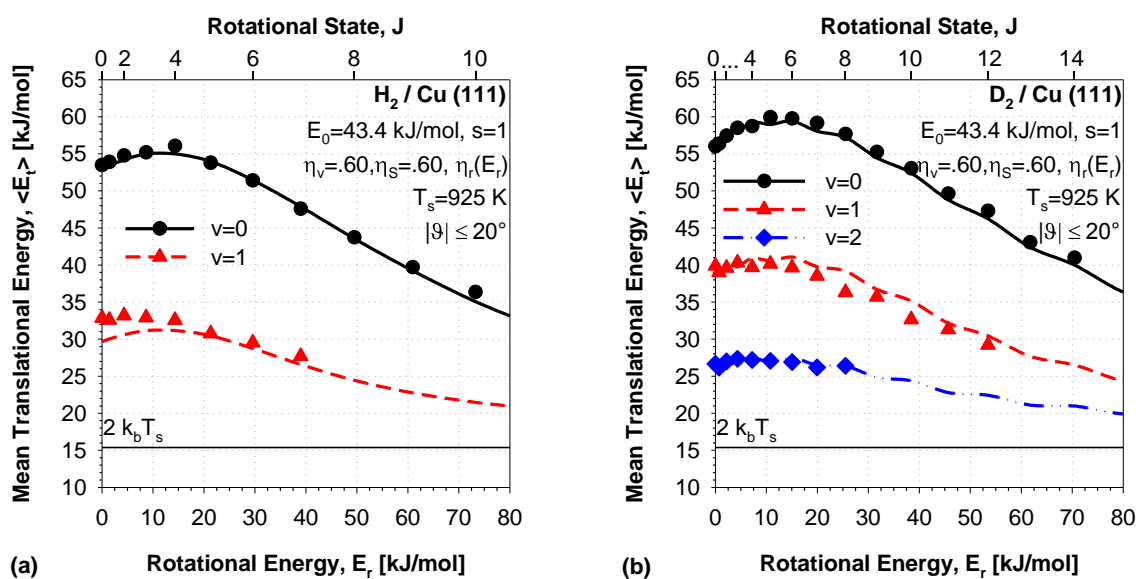 Rotational State, J
0 2 4 6 8 10
Mean Translational Energy, <Eₜ> [kJ/mol]
65
60
55
50
45
40
35
30
25
20
15
10
H₂ / Cu (111)
E₀=43.4 kJ/mol, s=1
ηᵥ=.60,η_S=.60, ηᵣ(Eᵣ)
Tₛ=925 K
|ϑ| ≤ 20°
v=0
v=1
2 k_bTₛ
0 10 20 30 40 50 60 70 80
(a)
Rotational Energy, Eᵣ [kJ/mol]
Rotational State, J
0 ... 4 6 8 10 12 14
Mean Translational Energy, <Eₜ> [kJ/mol]
65
60
55
50
45
40
35
30
25
20
15
10
D₂ / Cu (111)
E₀=43.4 kJ/mol, s=1
ηᵥ=.60,η_S=.60, ηᵣ(Eᵣ)
Tₛ=925 K
|ϑ| ≤ 20°
v=0
v=1
v=2
2 k_bTₛ
0 10 20 30 40 50 60 70 80
(b)
Rotational Energy, Eᵣ [kJ/mol]